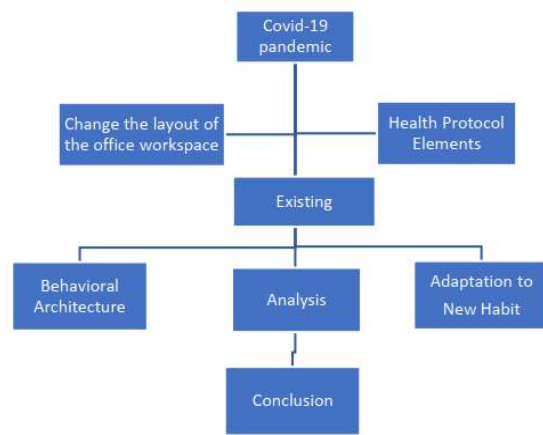 Covid-19
pandemic
Change the layout of
the office workspace
Health Protocol
Elements
Existing
Behavioral
Architecture
Analysis
Adaptation to
New Habit
Conclusion